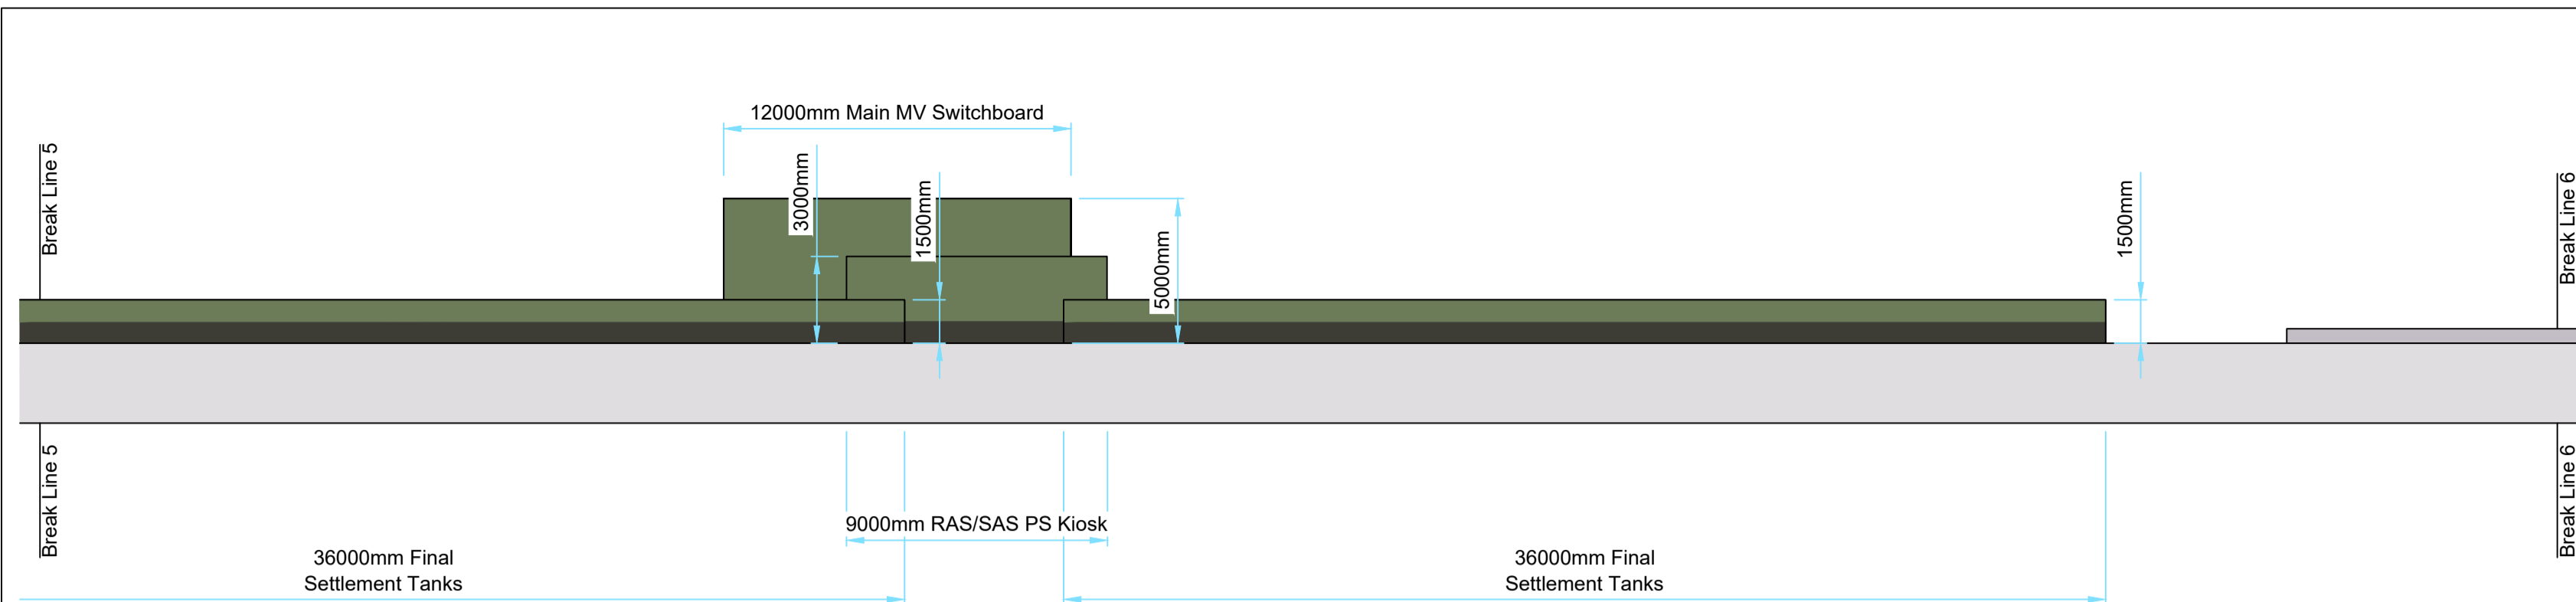 12000mm Main MV Switchboard
Break Line 5
3000mm
1500mm
5000mm
1500mm
Break Line 6
Break Line 5
9000mm RAS/SAS PS Kiosk
Break Line 6
36000mm Final
Settlement Tanks
36000mm Final
Settlement Tanks